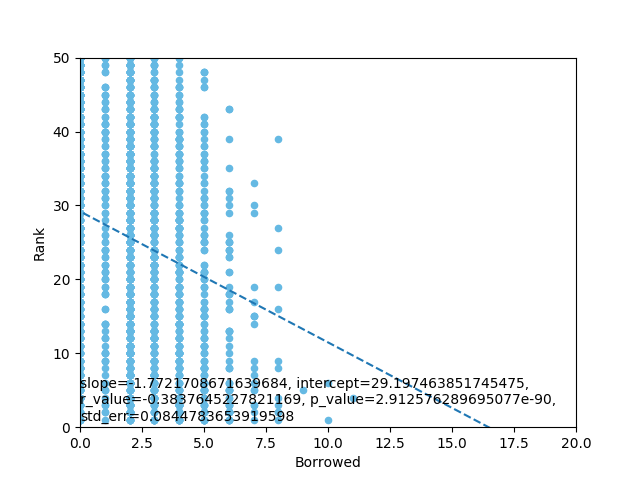 50
40
30
20
10
0
Rank
slope=-1.7721708671639684, intercept=29.197463851745475,
r_value=-0.3837645227821169, p_value=2.912576289695077e-90,
std_err=0.0844783653919598
0.0 2.5 5.0 7.5 10.0 12.5 15.0 17.5 20.0
Borrowed